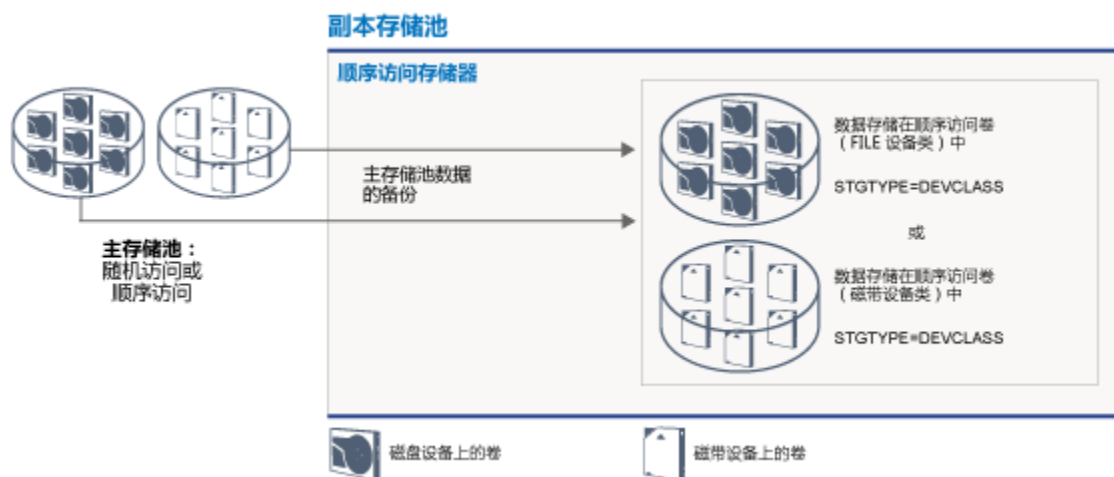 副本存储池
顺序访问存储器
数据存储在顺序访问卷
（FILE 设备类）中
STGTYPE=DEVCLASS
或
数据存储在顺序访问卷
（磁带设备类）中
STGTYPE=DEVCLASS
主存储池数据
的备份
主存储池：
随机访问或
顺序访问
磁盘设备上的卷
磁带设备上的卷